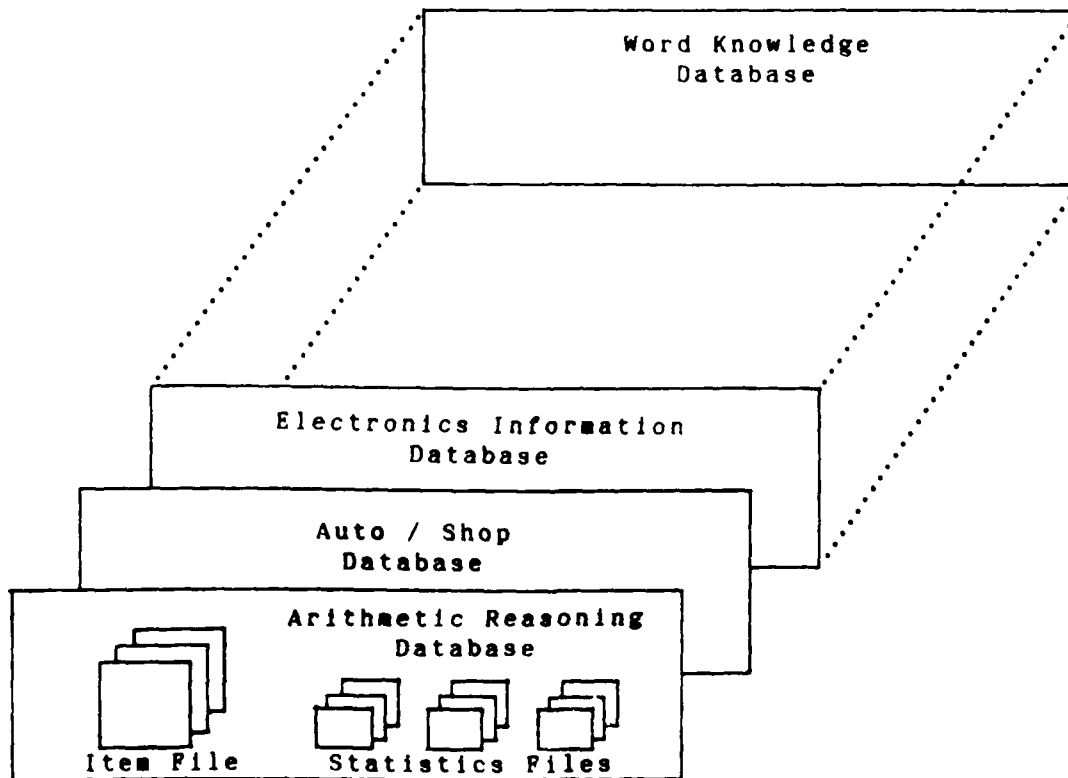 Word Knowledge
Database
Electronics Information
Database
Auto / Shop
Database
Arithmetic Reasoning
Database
Item File
Statistics Files